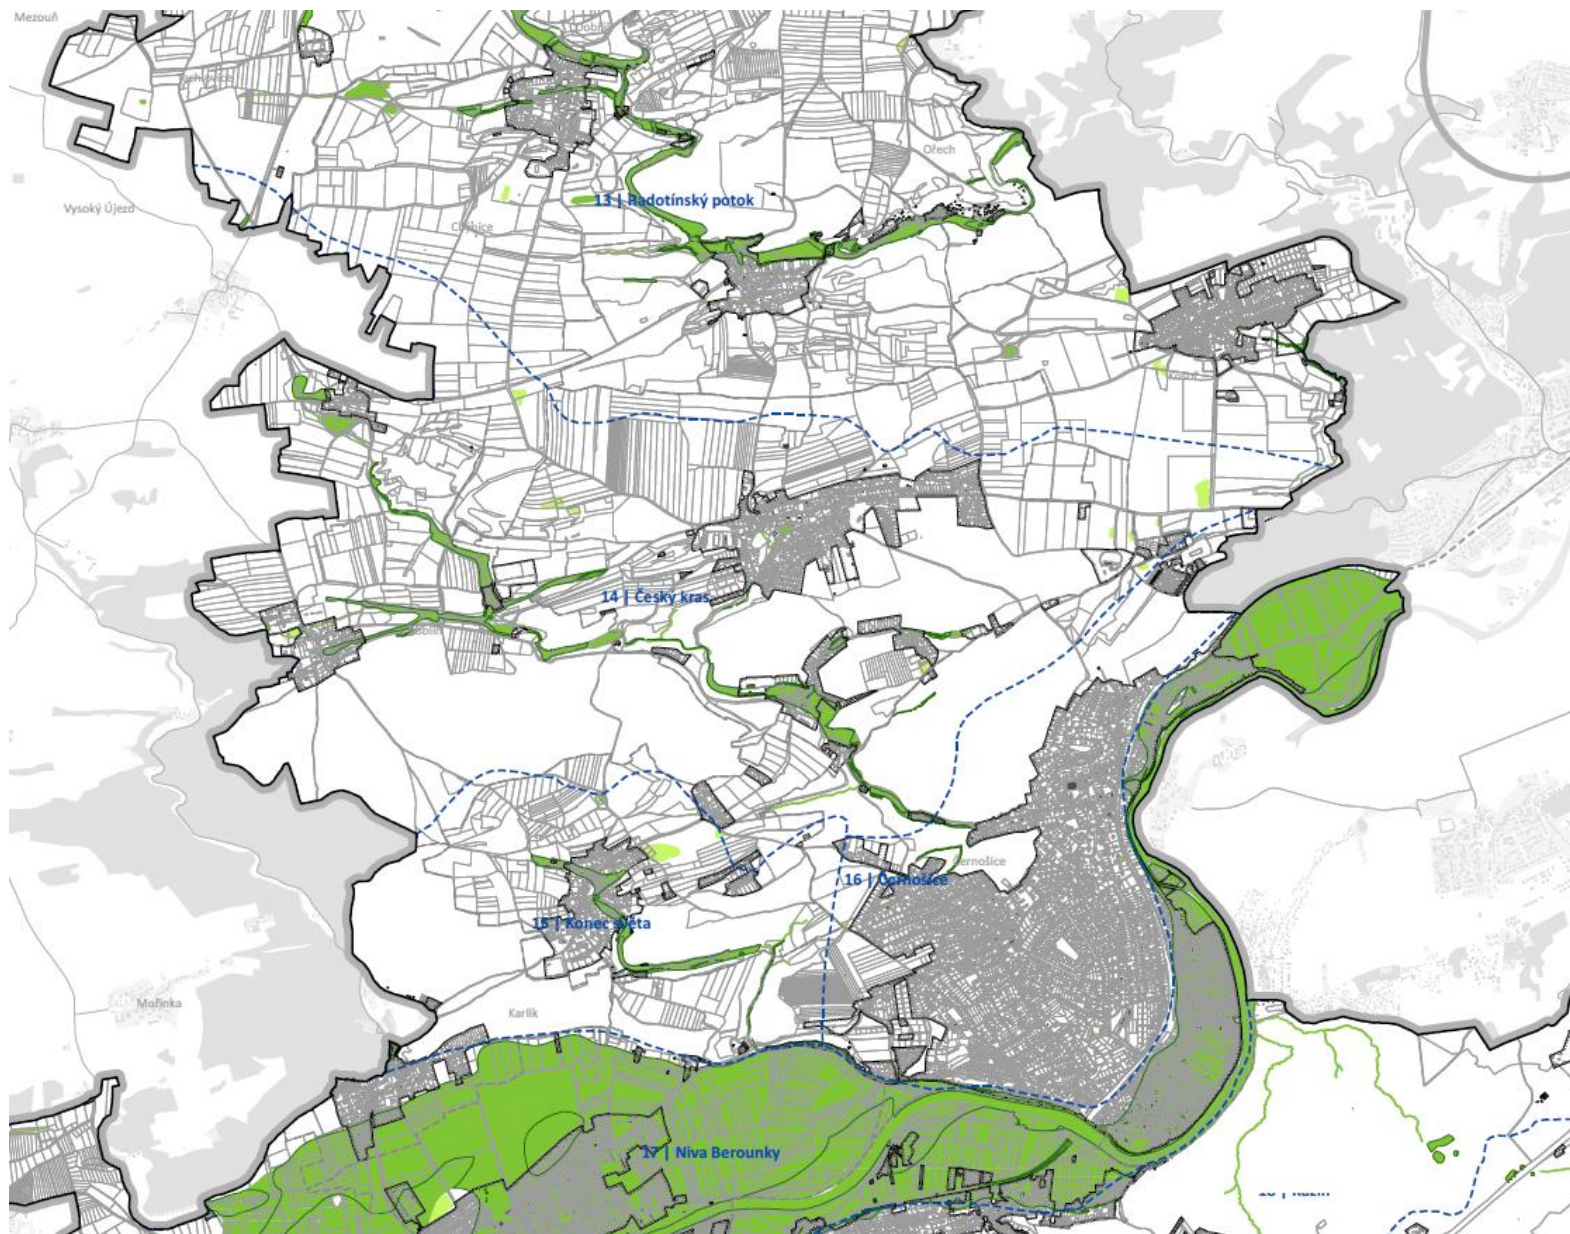 Mezouň
Ořech
13 | Radotínský potok
Vysoký Újezd
14 | Český kras
Černošice
16 | Černošice
15 | Konec světa
Mořinka
Karlík
17 | Niva Berounky